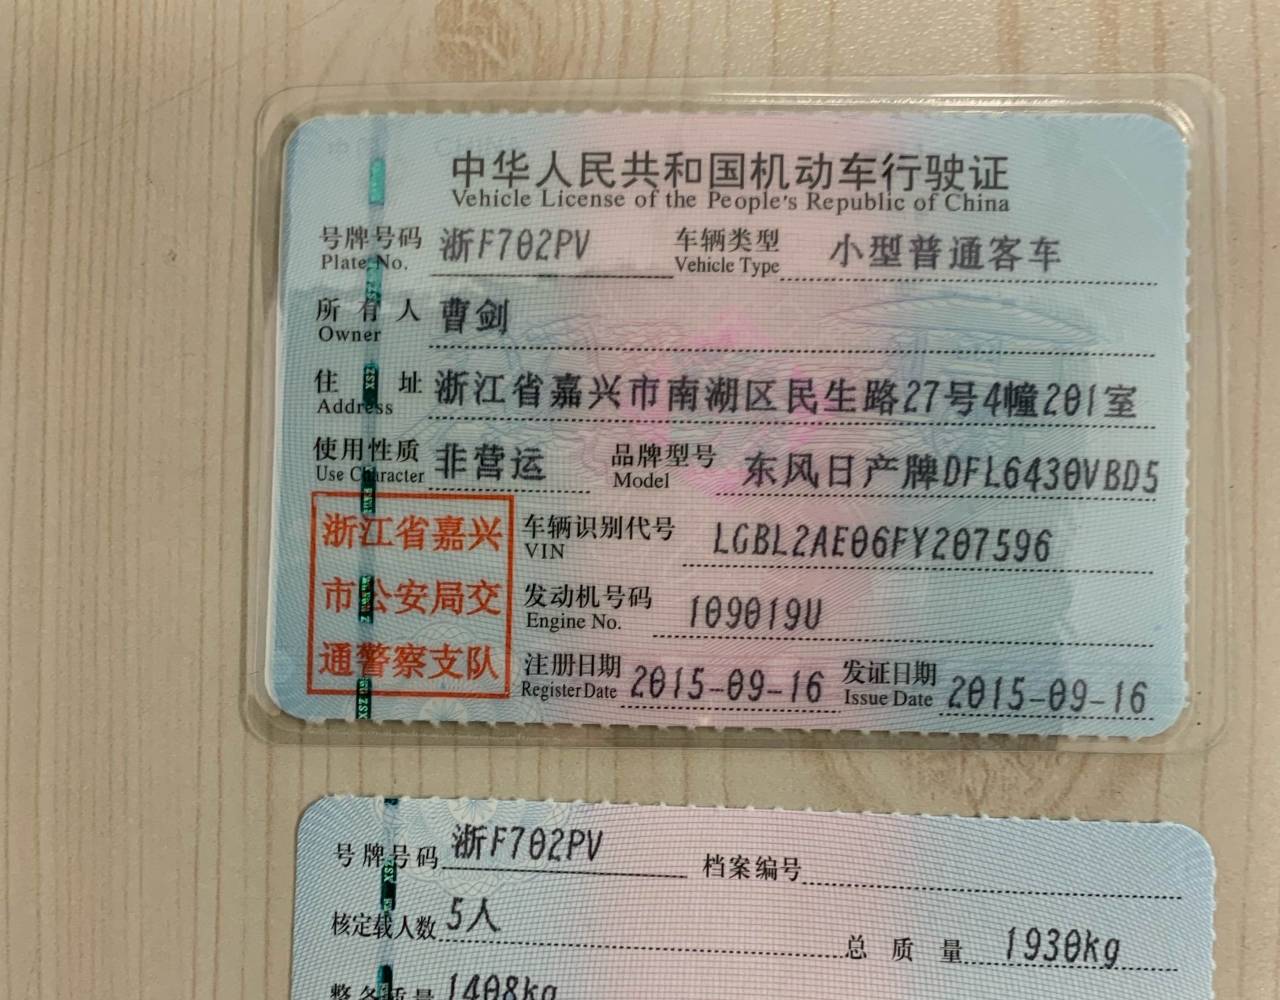 中华人民共和国机动车行驶证
Vehicle License of the People's Republic of China
号牌号码 浙F702PV 车辆类型 小型普通客车
Plate No. Vehicle Type
所有人 曹剑
Owner
住址 浙江省嘉兴市南湖区民生路27号4幢201室
Address
使用性质 非营运 品牌型号 东风日产牌DFL6430VBD5
Use Character Model
浙江省嘉兴
市公安局交
通警察支队
车辆识别代号 LGBL2AE06FY207596
VIN
发动机号码 109019U
Engine No.
注册日期 2015-09-16 发证日期 2015-09-16
Register Date Issue Date
号牌号码 浙F702PV 档案编号
核定载人数 5人 总质量 1930kg
整备质量 1408kg